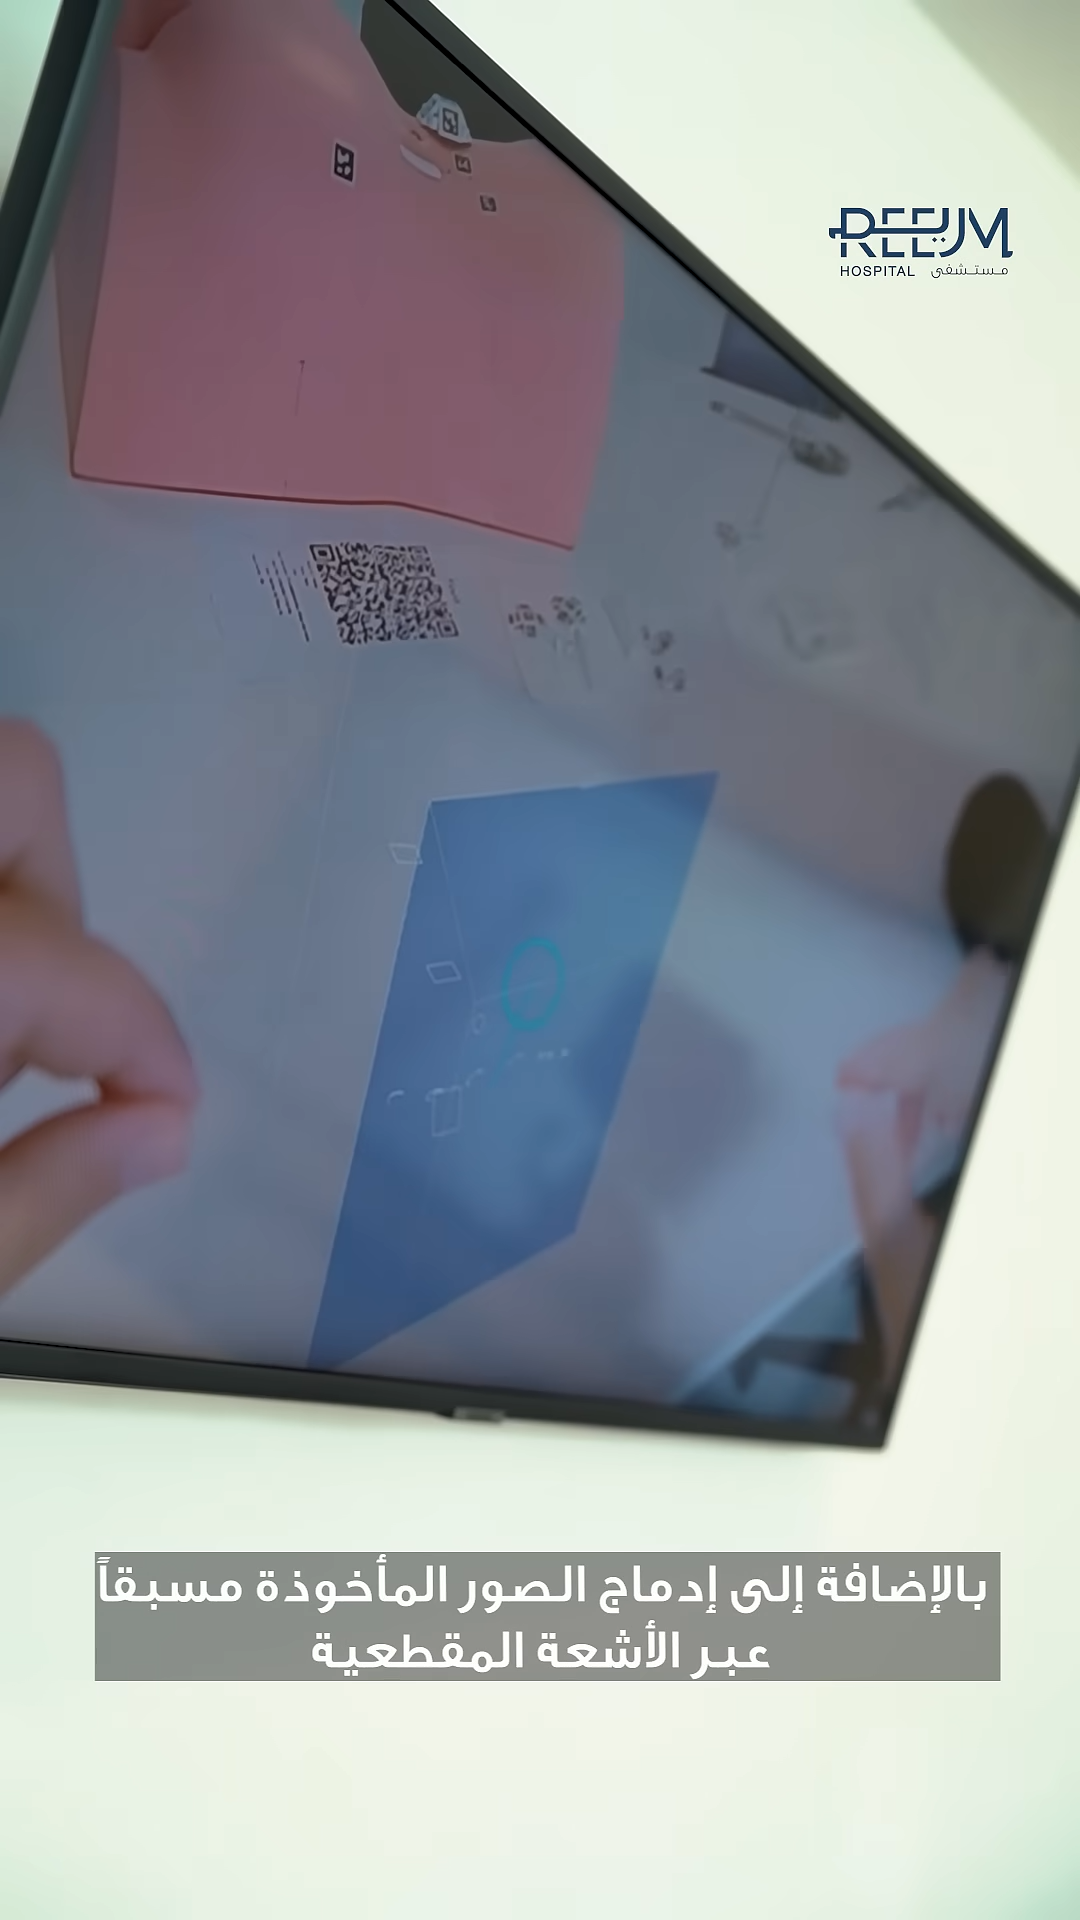 REEM
HOSPITAL مستشفى
بالإضافة إلى إدماج الصور المأخوذة مسبقاً
عبر الأشعة المقطعية